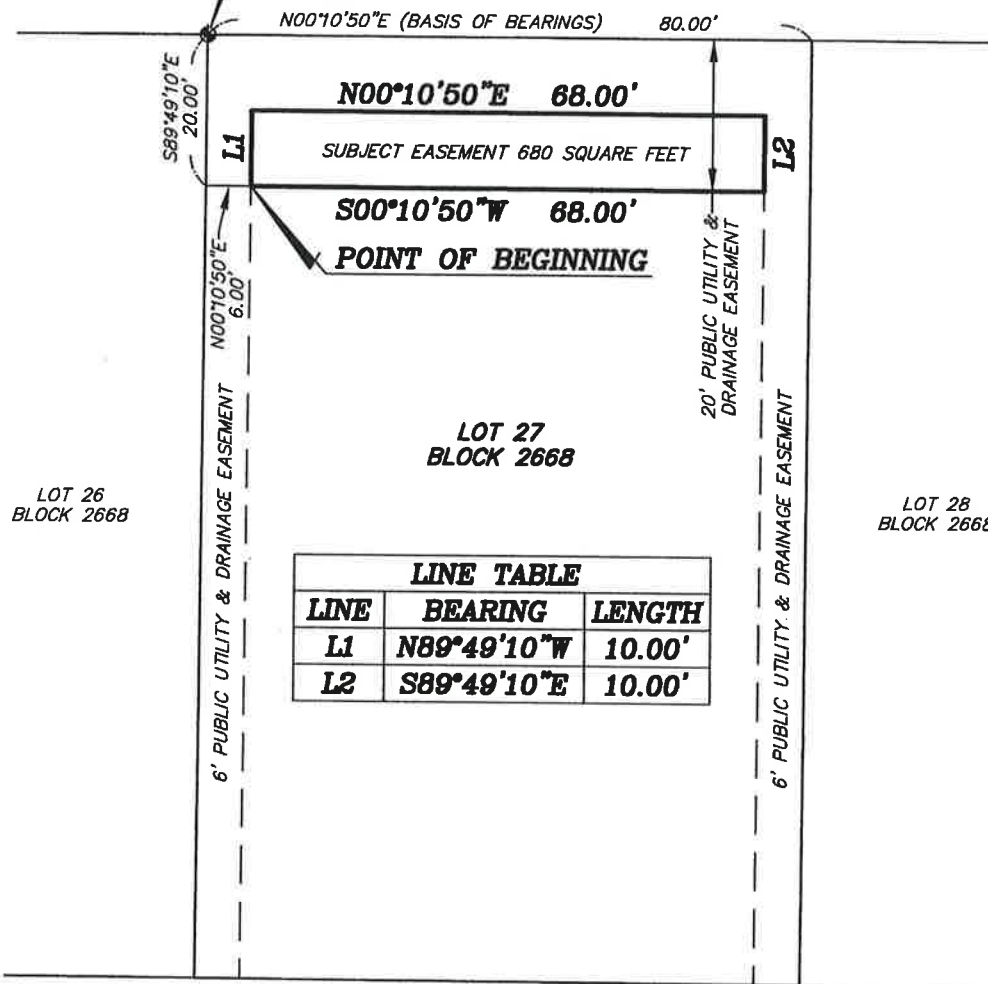 N00°10'50"E (BASIS OF BEARINGS) 80.00'
S89°49'10"E
20.00'
N00°10'50"E 68.00'
L1
SUBJECT EASEMENT 680 SQUARE FEET
L2
S00°10'50"W 68.00'
POINT OF BEGINNING
N00°10'50"E
6.00'
20' PUBLIC UTILITY &
DRAINAGE EASEMENT
LOT 27
BLOCK 2668
LOT 26
BLOCK 2668
6' PUBLIC UTILITY & DRAINAGE EASEMENT
6' PUBLIC UTILITY. & DRAINAGE EASEMENT
LOT 28
BLOCK 2668
LINE TABLE
LINE BEARING LENGTH
L1 N89°49'10"W 10.00'
L2 S89°49'10"E 10.00'